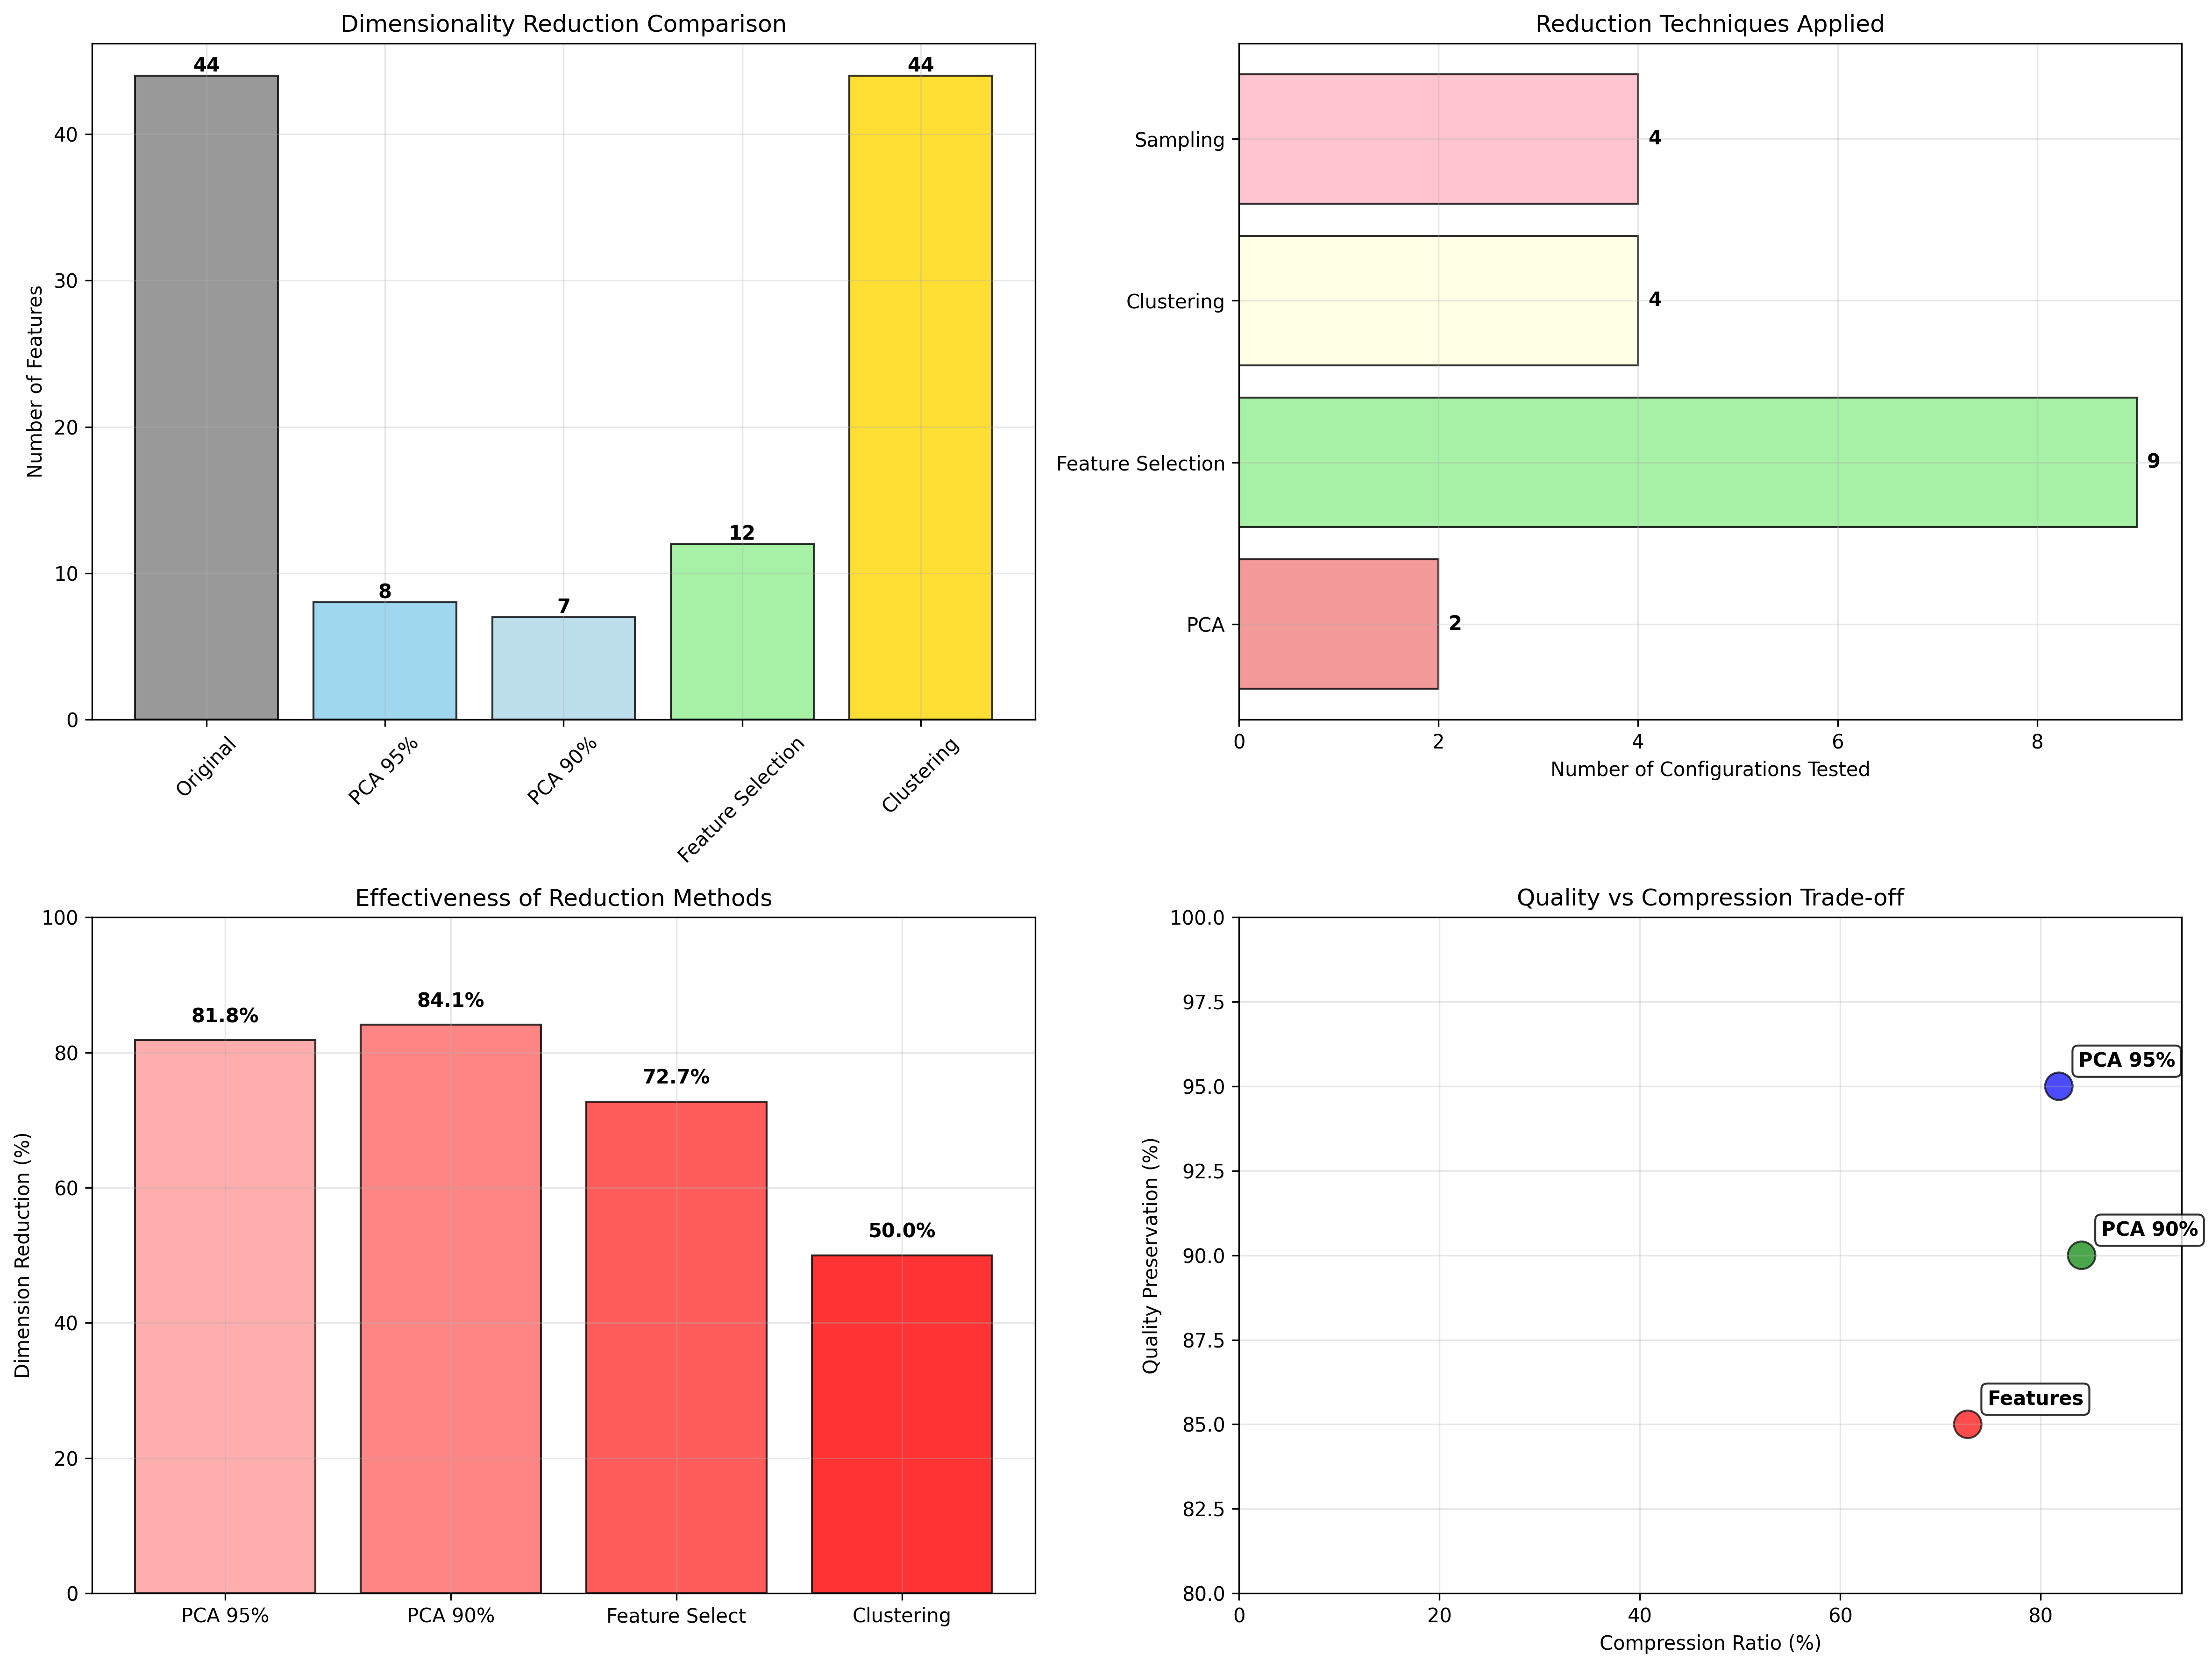 Dimensionality Reduction Comparison
Number of Features
40
30
20
10
0
44
8
7
12
44
Original
PCA 95%
PCA 90%
Feature Selection
Clustering
Reduction Techniques Applied
Sampling
Clustering
Feature Selection
PCA
4
4
9
2
0
2
4
6
8
Number of Configurations Tested
Effectiveness of Reduction Methods
Dimension Reduction (%)
100
80
60
40
20
0
81.8%
84.1%
72.7%
50.0%
PCA 95%
PCA 90%
Feature Select
Clustering
Quality vs Compression Trade-off
Quality Preservation (%)
100.0
97.5
95.0
92.5
90.0
87.5
85.0
82.5
80.0
PCA 95%
PCA 90%
Features
0
20
40
60
80
Compression Ratio (%)